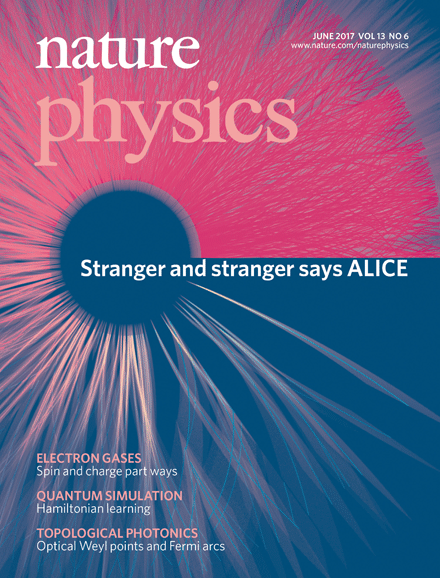 nature
JUNE 2017 VOL 13 NO 6
www.nature.com/naturephysics
physics
Stranger and stranger says ALICE
ELECTRON GASES
Spin and charge part ways
QUANTUM SIMULATION
Hamiltonian learning
TOPOLOGICAL PHOTONICS
Optical Weyl points and Fermi arcs